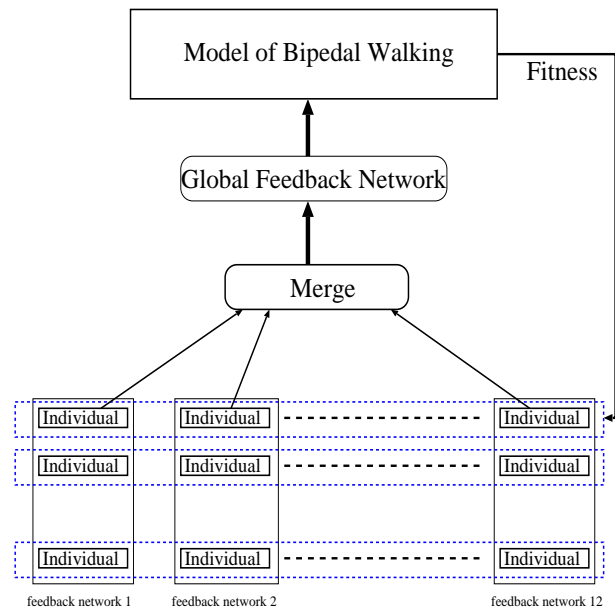 Model of Bipedal Walking
Fitness
Global Feedback Network
Merge
Individual Individual Individual
Individual Individual Individual
Individual Individual Individual
feedback network 1 feedback network 2 feedback network 12